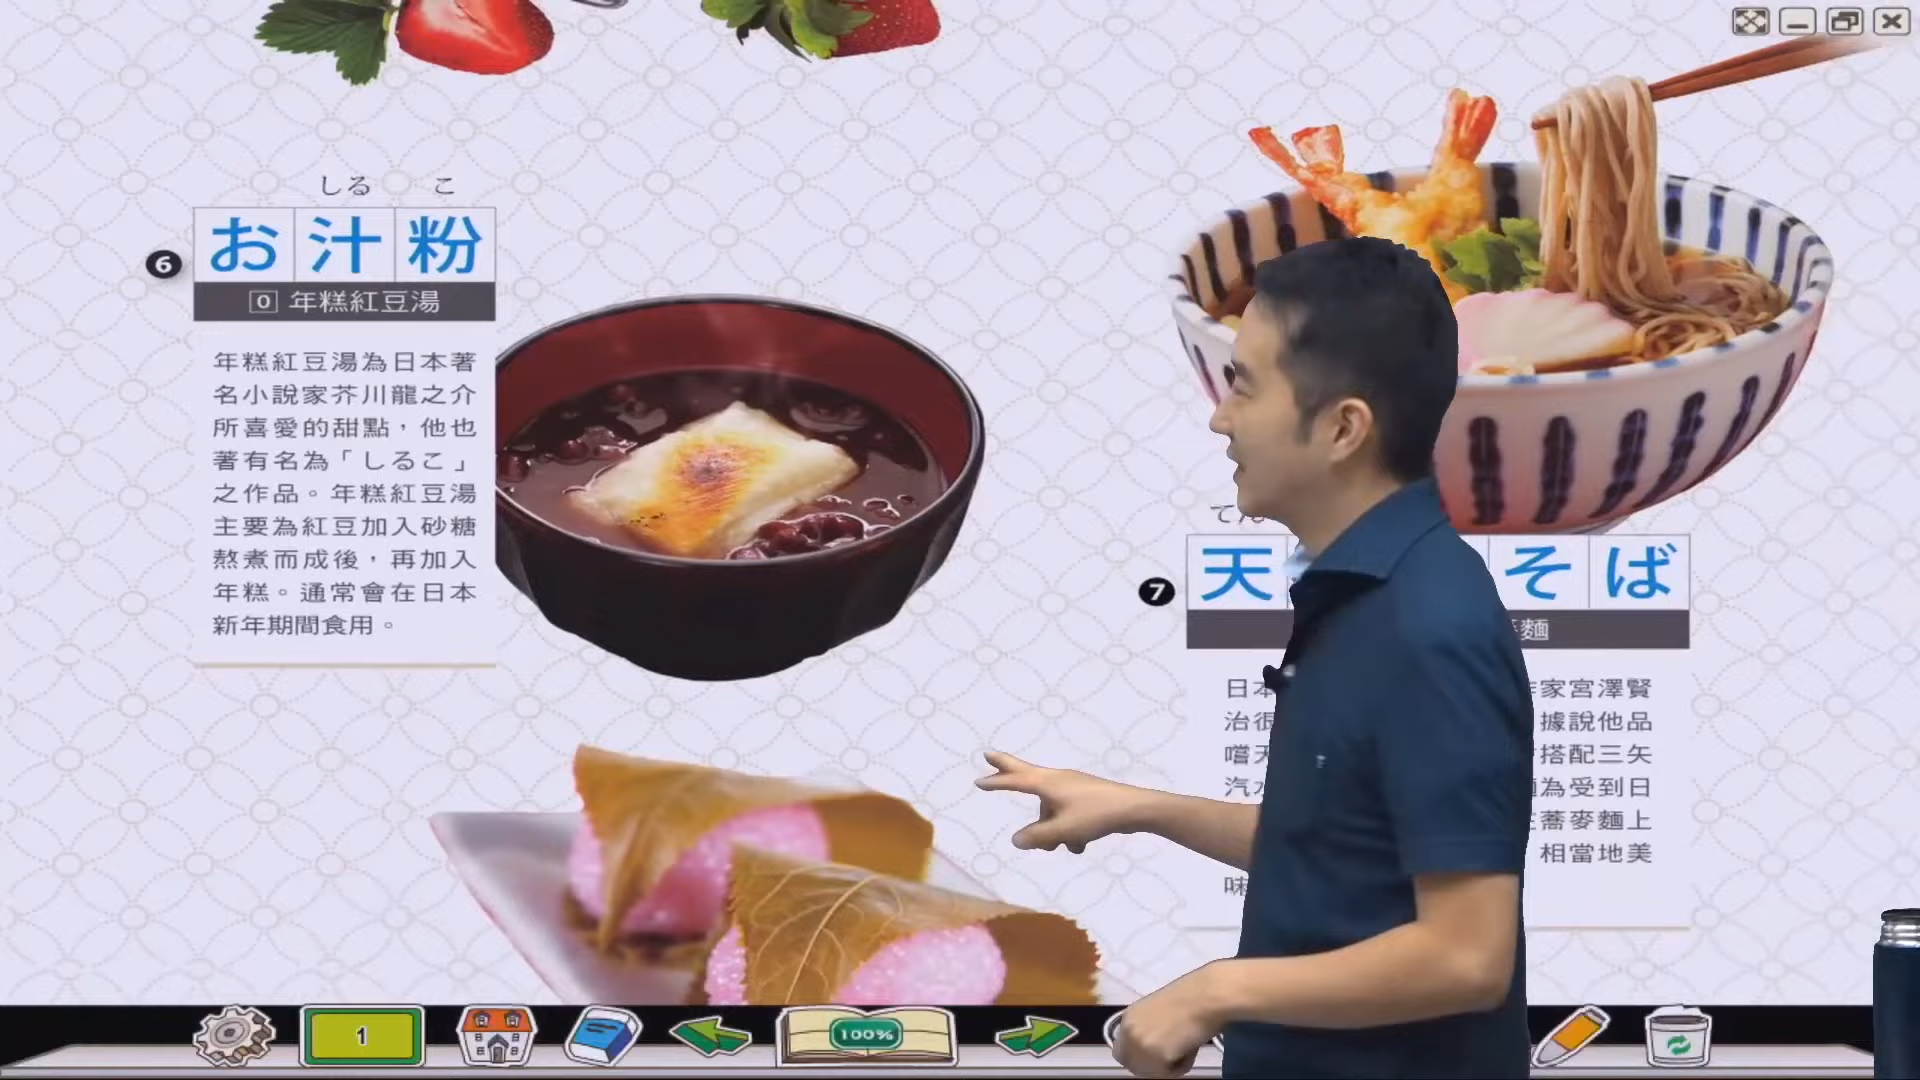 しる こ
6 お汁粉
0 年糕紅豆湯
年糕紅豆湯為日本著
名小說家芥川龍之介
所喜愛的甜點，他也
著有名為「しるこ」
之作品。年糕紅豆湯
主要為紅豆加入砂糖
熬煮而成後，再加入
年糕。通常會在日本
新年期間食用。
てん
7 天 そば
麵
日本 家宮澤賢
治很 據說他品
嚐天 搭配三矢
汽水 為受到日
蕎麥麵上
相當地美
味
1
100%